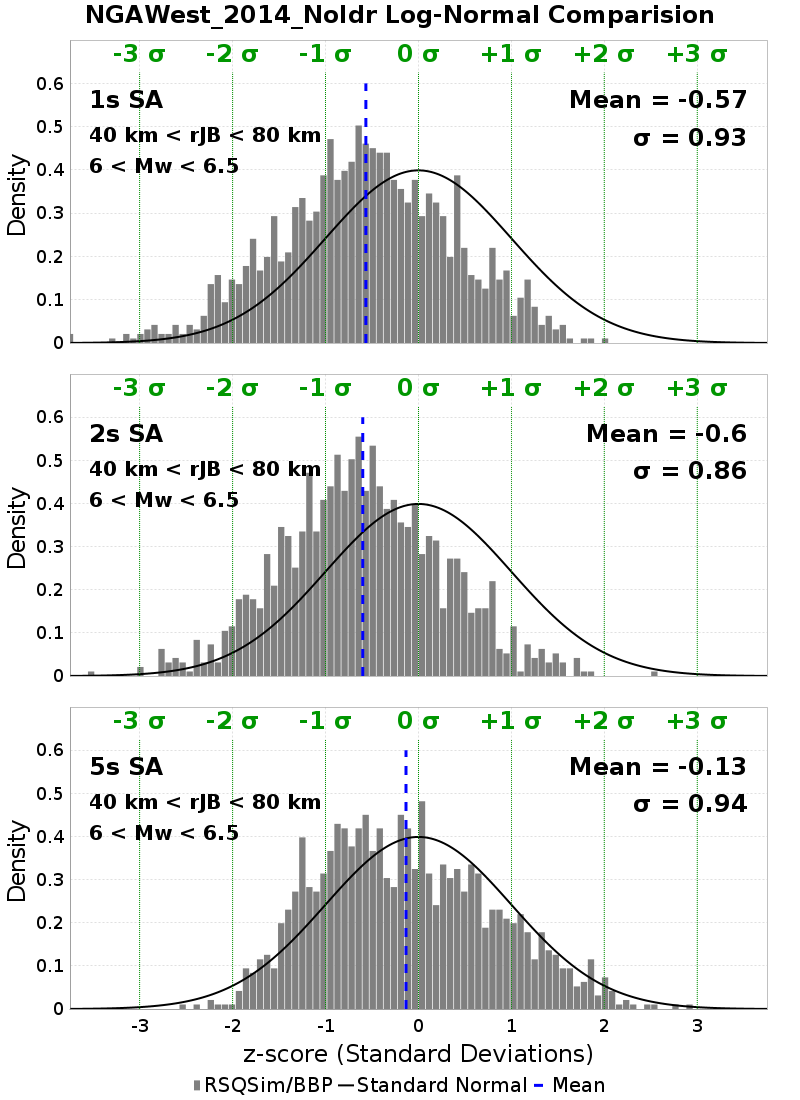 NGAWest_2014_NoIdr Log-Normal Comparision
-3 σ -2 σ -1 σ 0 σ +1 σ +2 σ +3 σ
1s SA Mean = -0.57
40 km < rJB < 80 km σ = 0.93
6 < Mw < 6.5
0.6
0.5
0.4
0.3
0.2
0.1
0
Density
-3 σ -2 σ -1 σ 0 σ +1 σ +2 σ +3 σ
2s SA Mean = -0.6
40 km < rJB < 80 km σ = 0.86
6 < Mw < 6.5
0.6
0.5
0.4
0.3
0.2
0.1
0
Density
-3 σ -2 σ -1 σ 0 σ +1 σ +2 σ +3 σ
5s SA Mean = -0.13
40 km < rJB < 80 km σ = 0.94
6 < Mw < 6.5
0.6
0.5
0.4
0.3
0.2
0.1
0
Density
-3 -2 -1 0 1 2 3
z-score (Standard Deviations)
RSQSim/BBP Standard Normal Mean